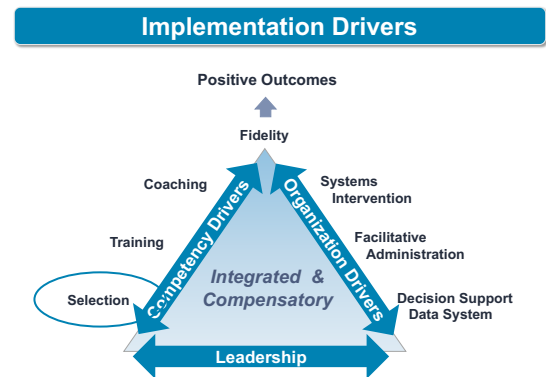 Implementation Drivers
Positive Outcomes
Fidelity
Coaching
Training
Selection
Competency Drivers
Integrated &
Compensatory
Organization Drivers
Systems
Intervention
Facilitative
Administration
Decision Support
Data System
Leadership